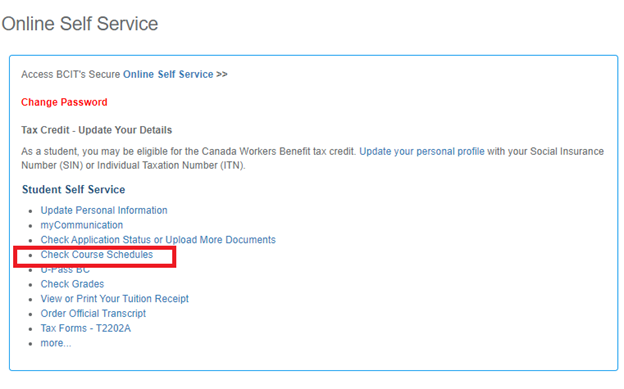 Online Self Service
Access BCIT's Secure Online Self Service >>
Change Password
Tax Credit - Update Your Details
As a student, you may be eligible for the Canada Workers Benefit tax credit. Update your personal profile with your Social Insurance
Number (SIN) or Individual Taxation Number (ITN).
Student Self Service
Update Personal Information
myCommunication
Check Application Status or Upload More Documents
Check Course Schedules
U-Pass BC
Check Grades
View or Print Your Tuition Receipt
Order Official Transcript
Tax Forms - T2202A
more...